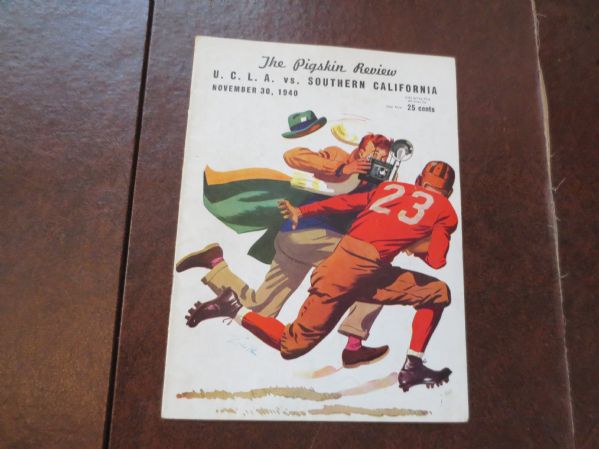 The Pigskin Review
U. C. L. A. vs. SOUTHERN CALIFORNIA
NOVEMBER 30, 1940
25 cents
23